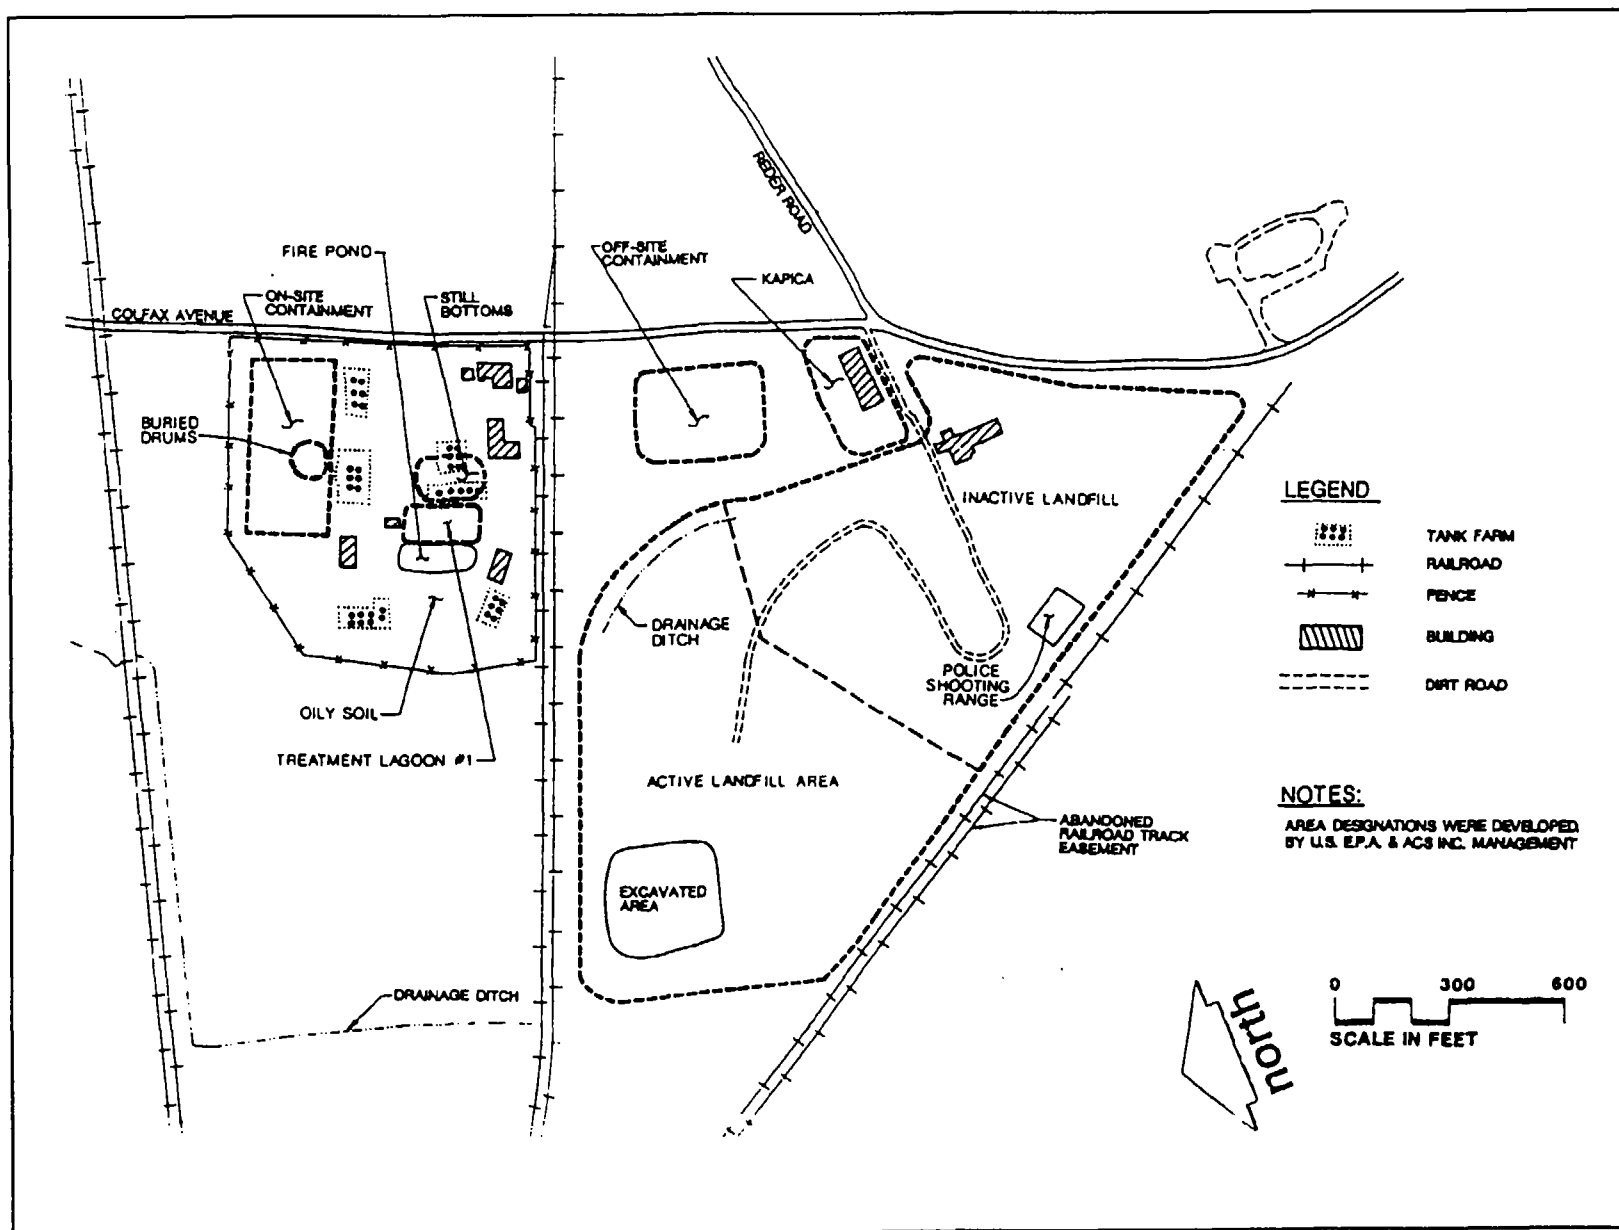 REDER ROAD
FIRE POND
OFF-SITE
CONTAINMENT
KAPICA
ON-SITE
CONTAINMENT
STILL
BOTTOMS
COLFAX AVENUE
BURIED
DRUMS
INACTIVE LANDFILL
LEGEND
TANK FARM
RAILROAD
FENCE
BUILDING
DIRT ROAD
DRAINAGE
DITCH
POLICE
SHOOTING
RANGE
OILY SOIL
TREATMENT LAGOON #1
ACTIVE LANDFILL AREA
ABANDONED
RAILROAD TRACK
EASEMENT
NOTES:
AREA DESIGNATIONS WERE DEVELOPED
BY U.S. E.P.A. & ACS INC. MANAGEMENT
EXCAVATED
AREA
DRAINAGE DITCH
north
0 300 600
SCALE IN FEET